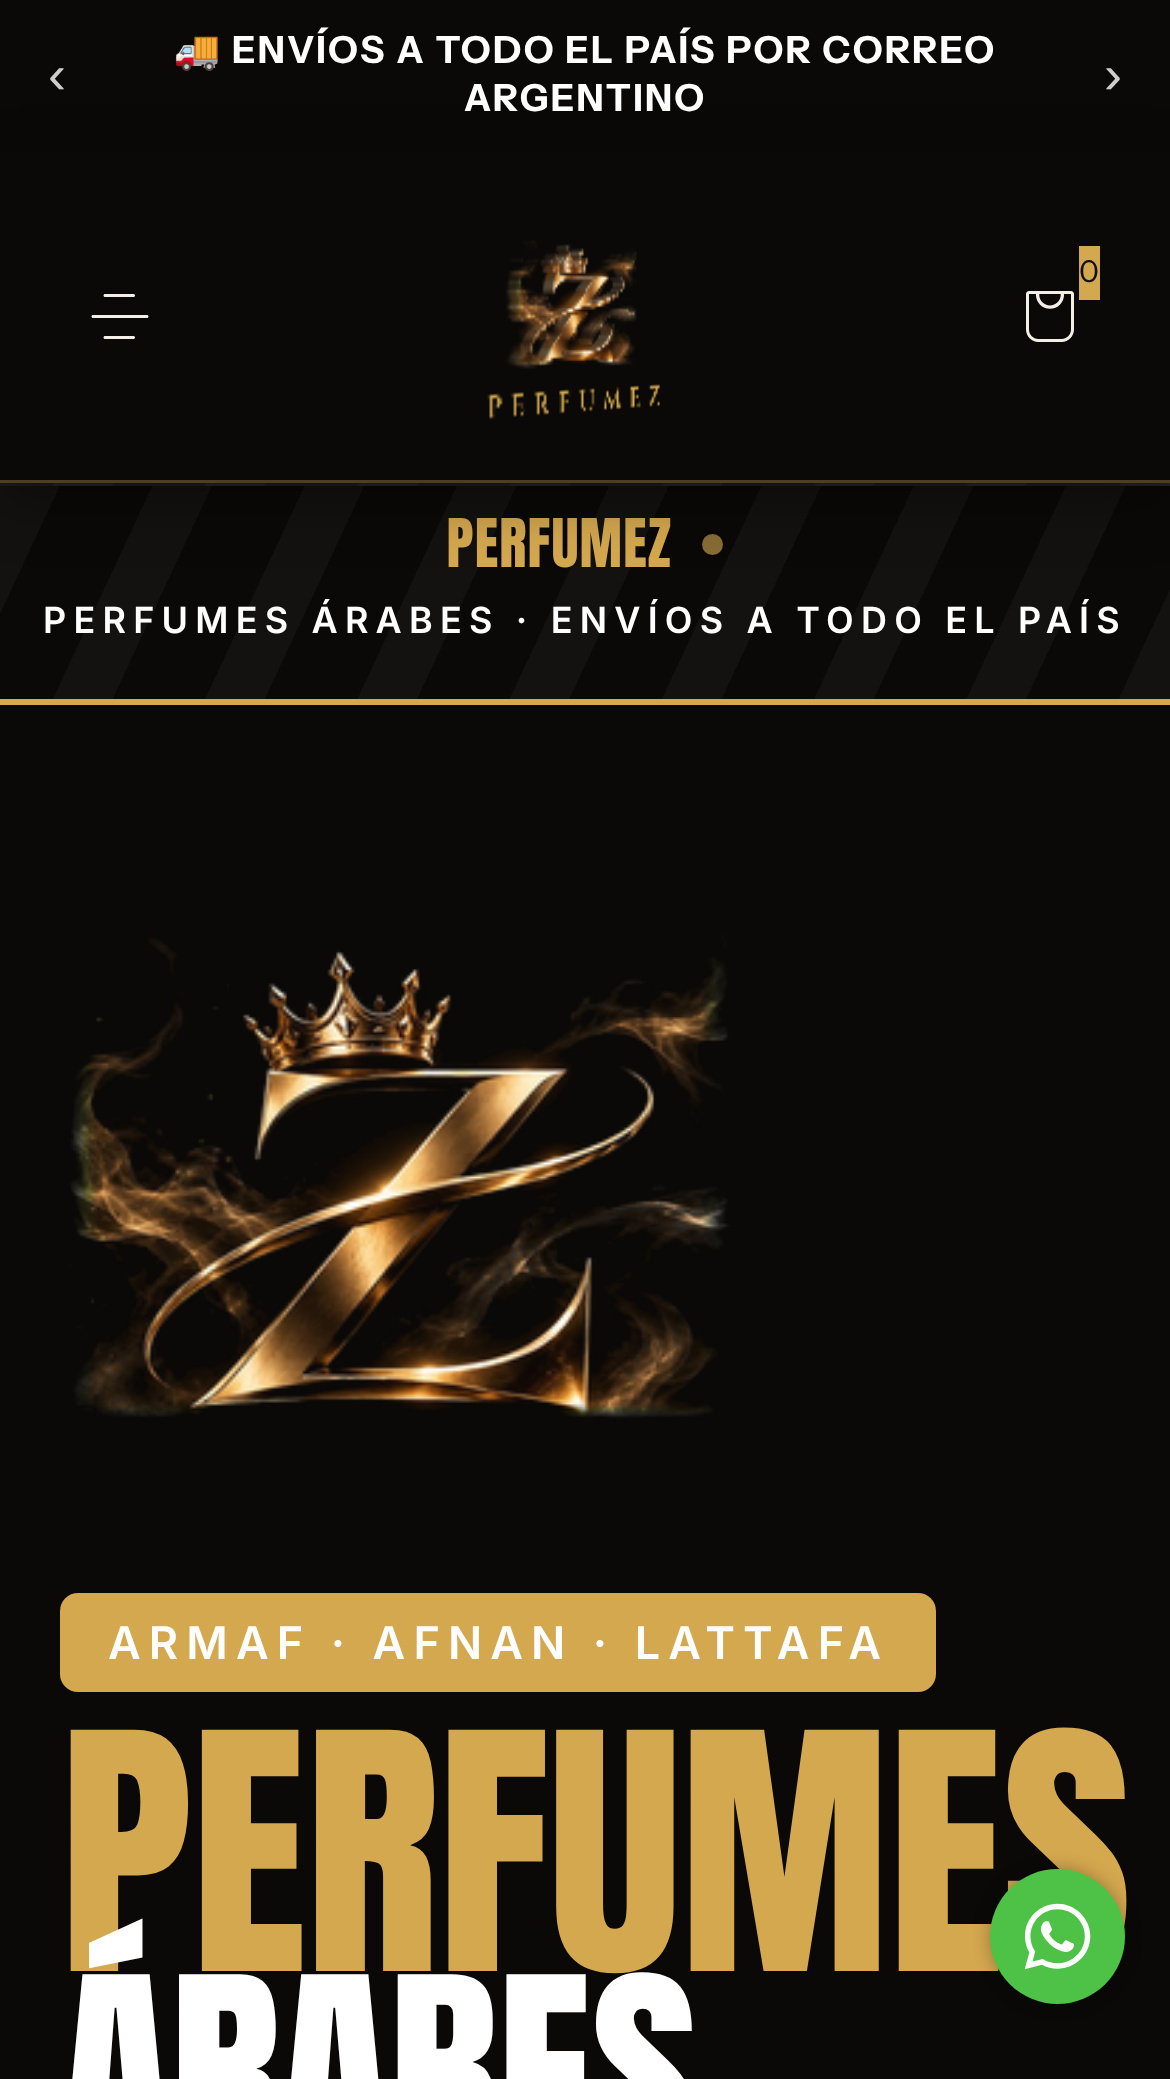 🚚 ENVÍOS A TODO EL PAÍS POR CORREO
ARGENTINO
0
PERFUMEZ
PERFUMEZ
PERFUMES ÁRABES · ENVÍOS A TODO EL PAÍS
Z
ARMAF · AFNAN · LATTAFA
PERFUMES
ÁRABES